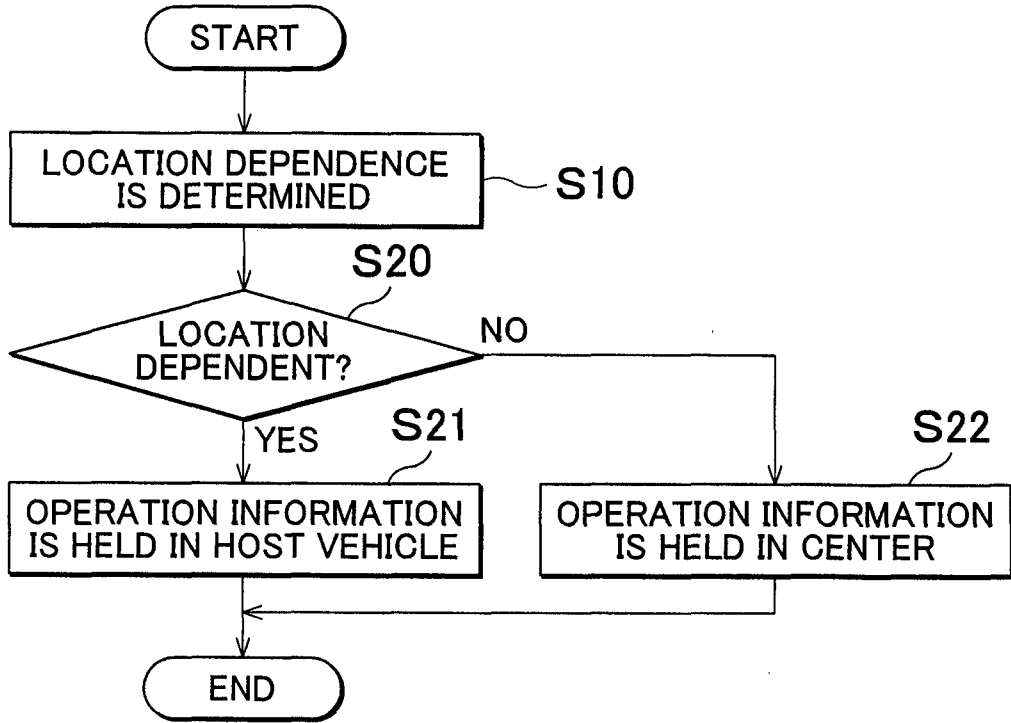 START
LOCATION DEPENDENCE
IS DETERMINED
S10
S20
LOCATION
DEPENDENT?
NO
YES
S21
OPERATION INFORMATION
IS HELD IN HOST VEHICLE
S22
OPERATION INFORMATION
IS HELD IN CENTER
END